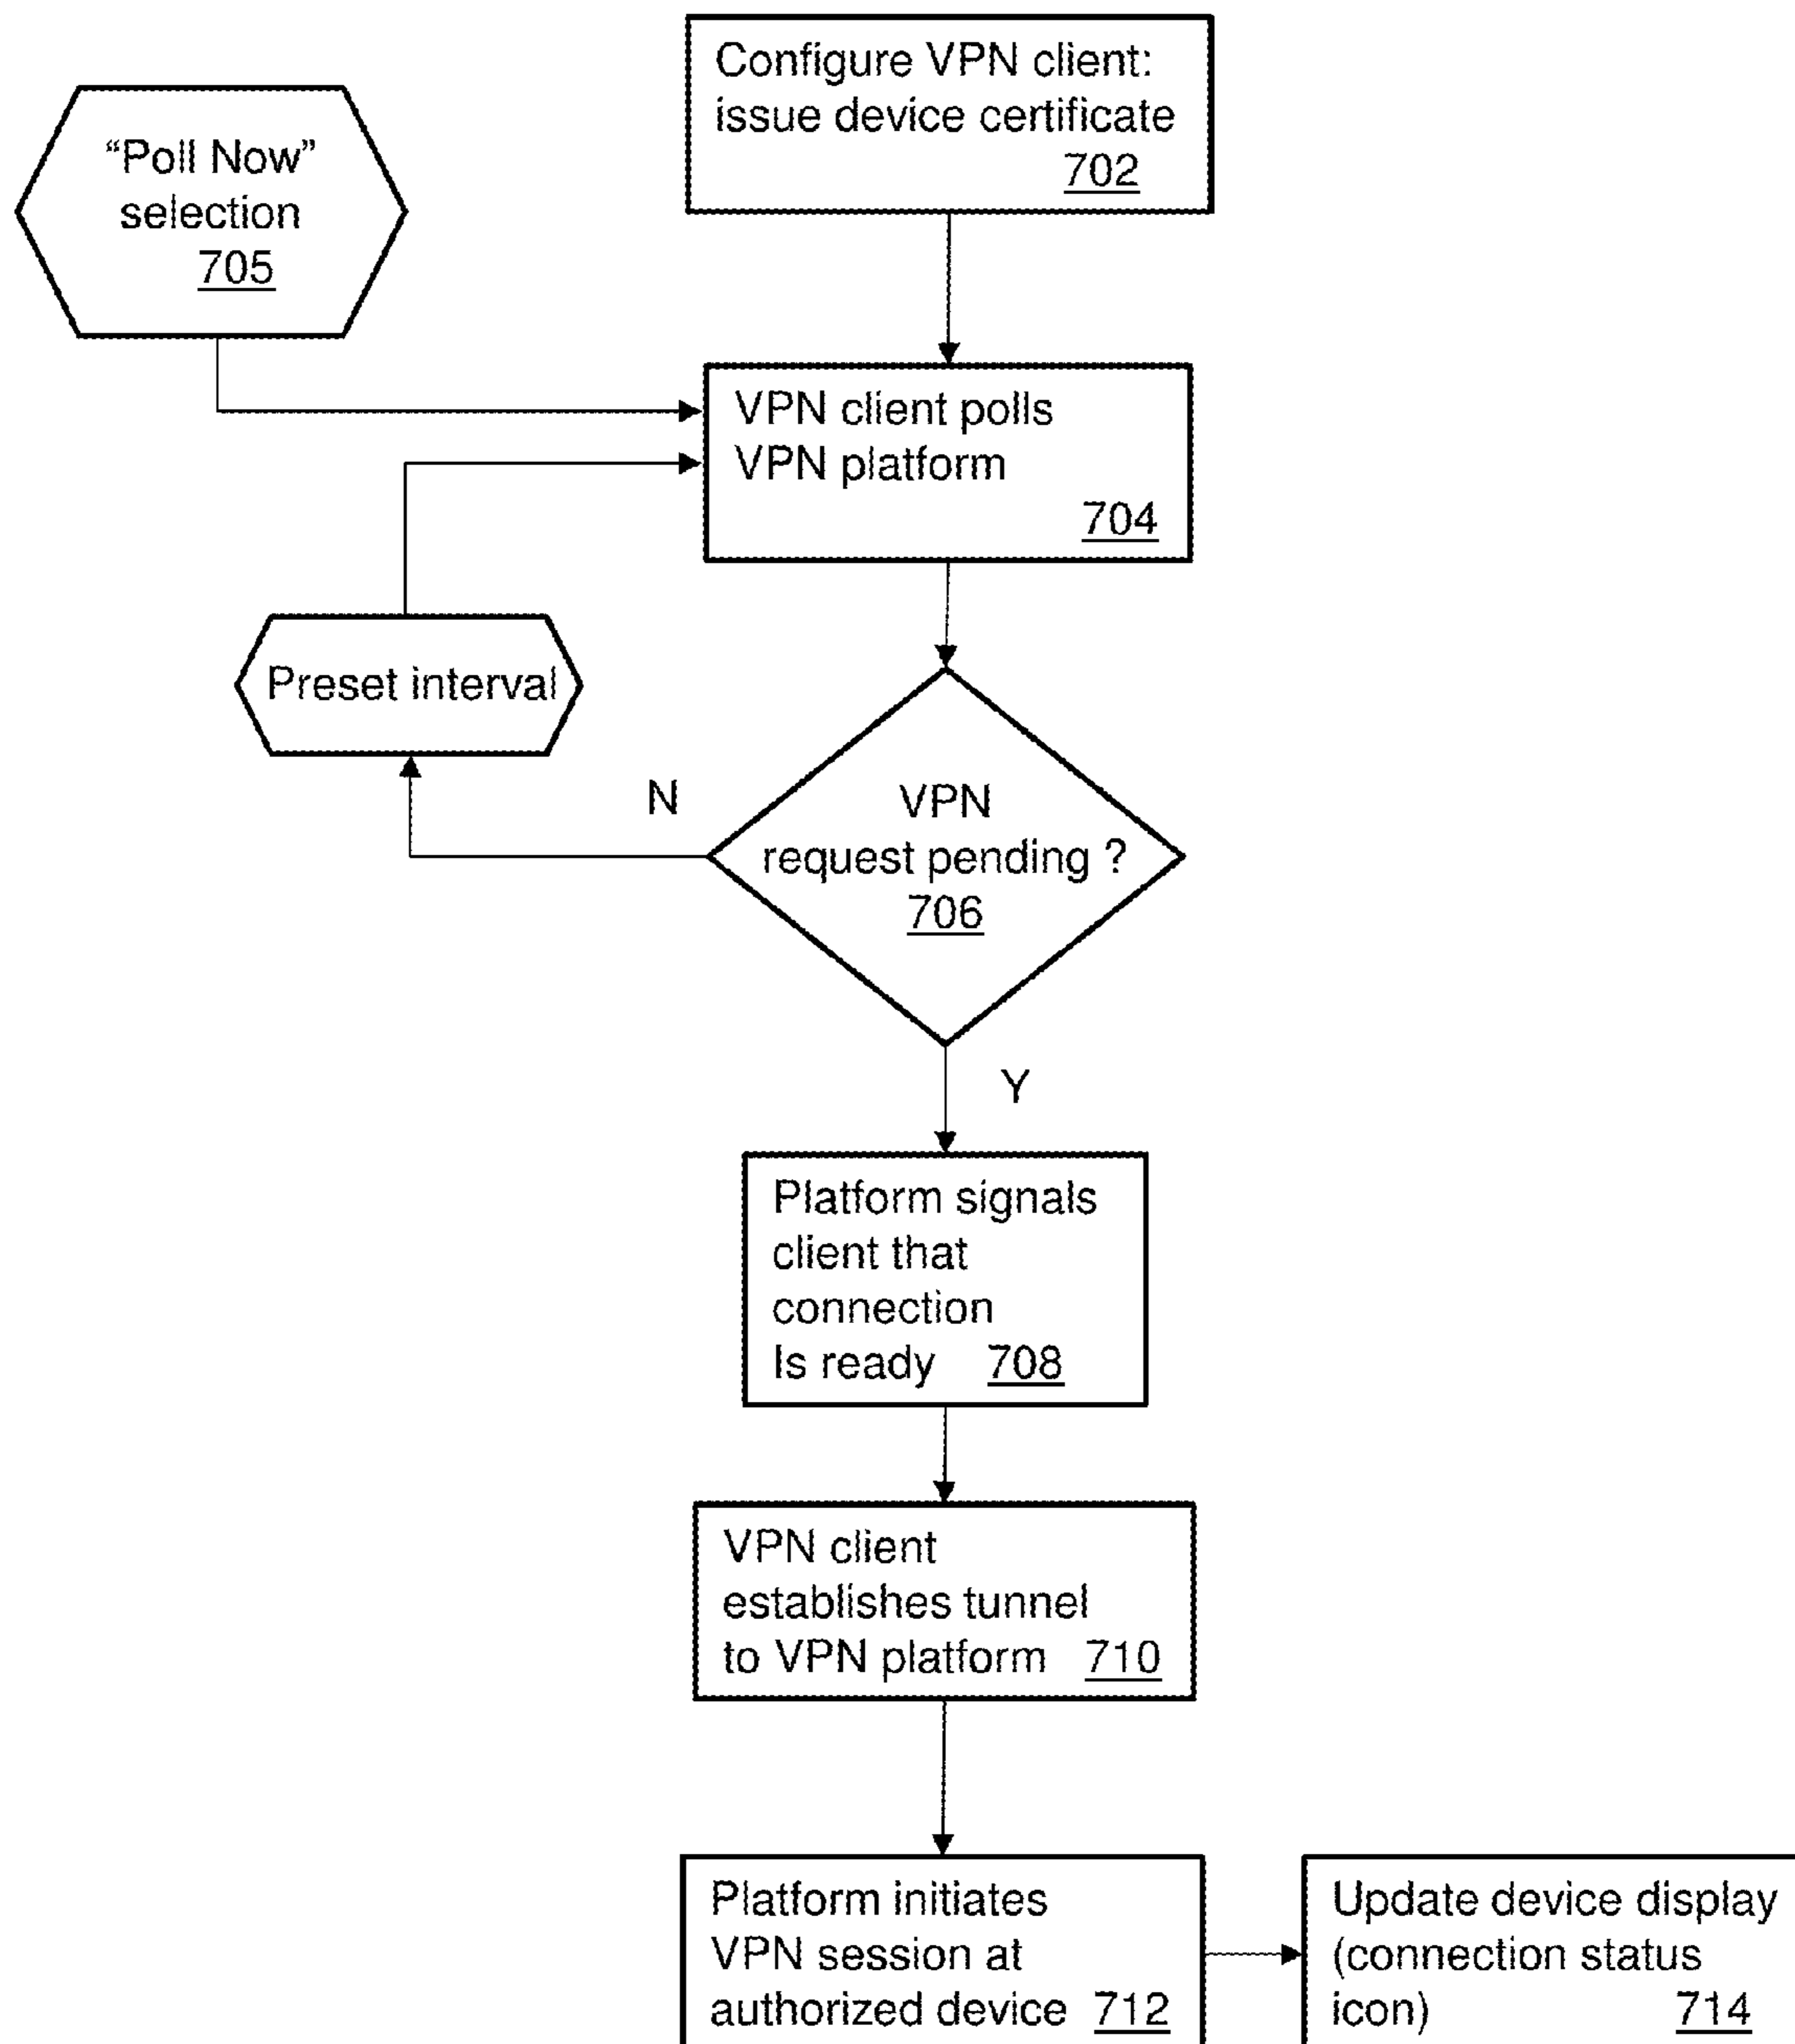 Configure VPN client:
issue device certificate
702
“Poll Now”
selection
705
VPN client polls
VPN platform
704
Preset interval
N
VPN
request pending ?
706
Y
Platform signals
client that
connection
Is ready 708
VPN client
establishes tunnel
to VPN platform 710
Platform initiates
VPN session at
authorized device 712
Update device display
(connection status
icon) 714